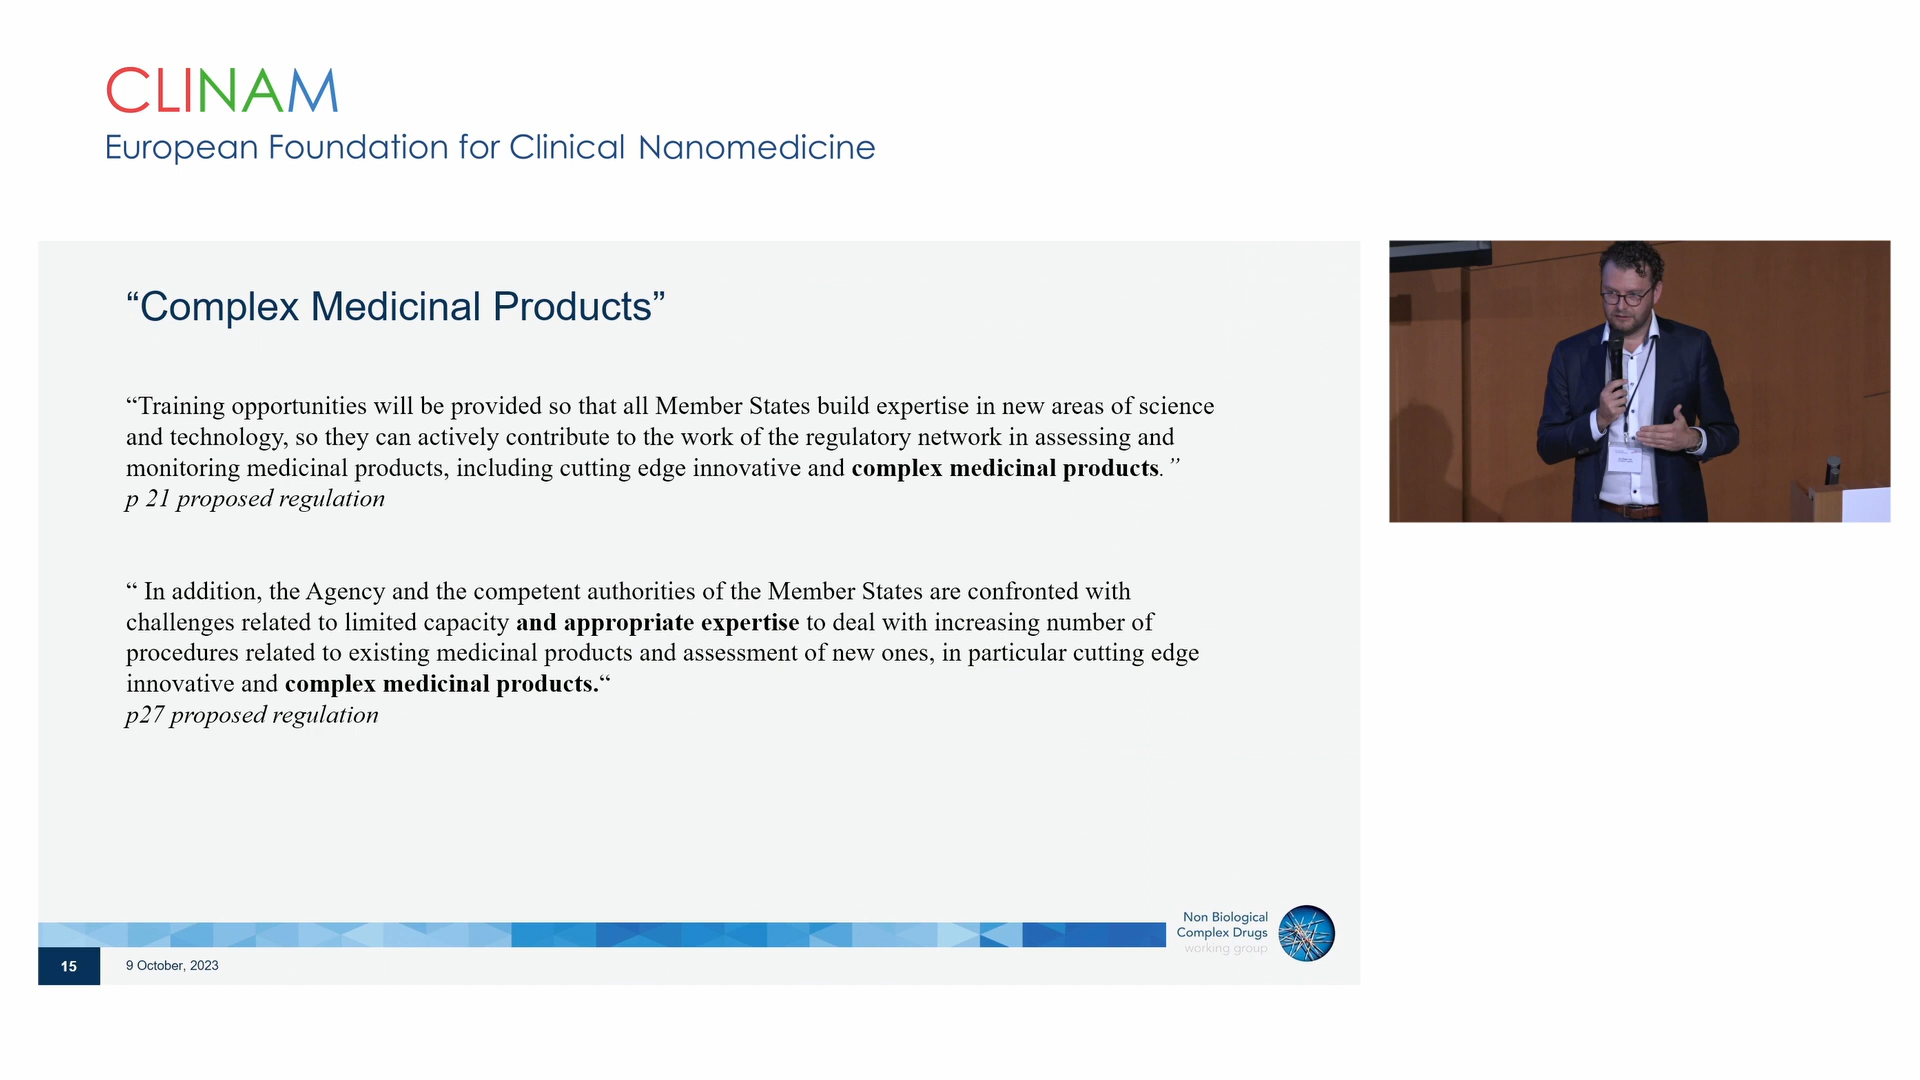 CLINAM
European Foundation for Clinical Nanomedicine
“Complex Medicinal Products”
“Training opportunities will be provided so that all Member States build expertise in new areas of science
and technology, so they can actively contribute to the work of the regulatory network in assessing and
monitoring medicinal products, including cutting edge innovative and complex medicinal products.”
p 21 proposed regulation
“ In addition, the Agency and the competent authorities of the Member States are confronted with
challenges related to limited capacity and appropriate expertise to deal with increasing number of
procedures related to existing medicinal products and assessment of new ones, in particular cutting edge
innovative and complex medicinal products.“
p27 proposed regulation
Non Biological
Complex Drugs
working group
15
9 October, 2023